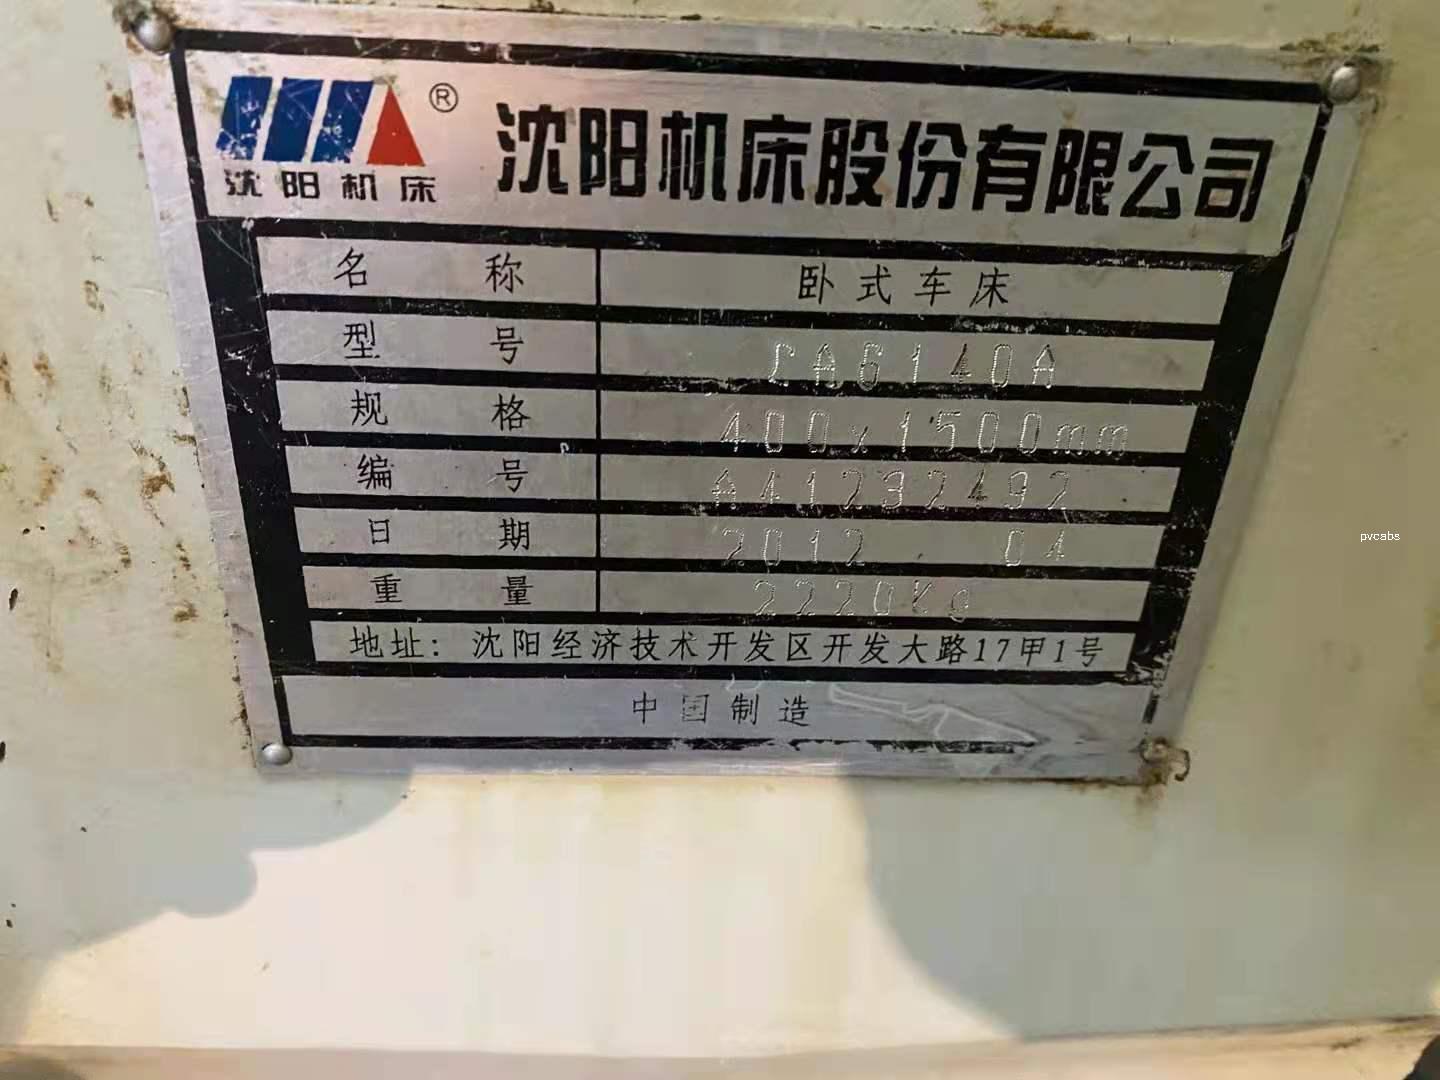 沈阳机床 ® 沈阳机床股份有限公司
名称 卧式车床
型号 CA6140A
规格 400x1500mm
编号 A41232492
日期 2012.04
重量 2220Kg
地址：沈阳经济技术开发区开发大路17甲1号
中国制造
pvcabs